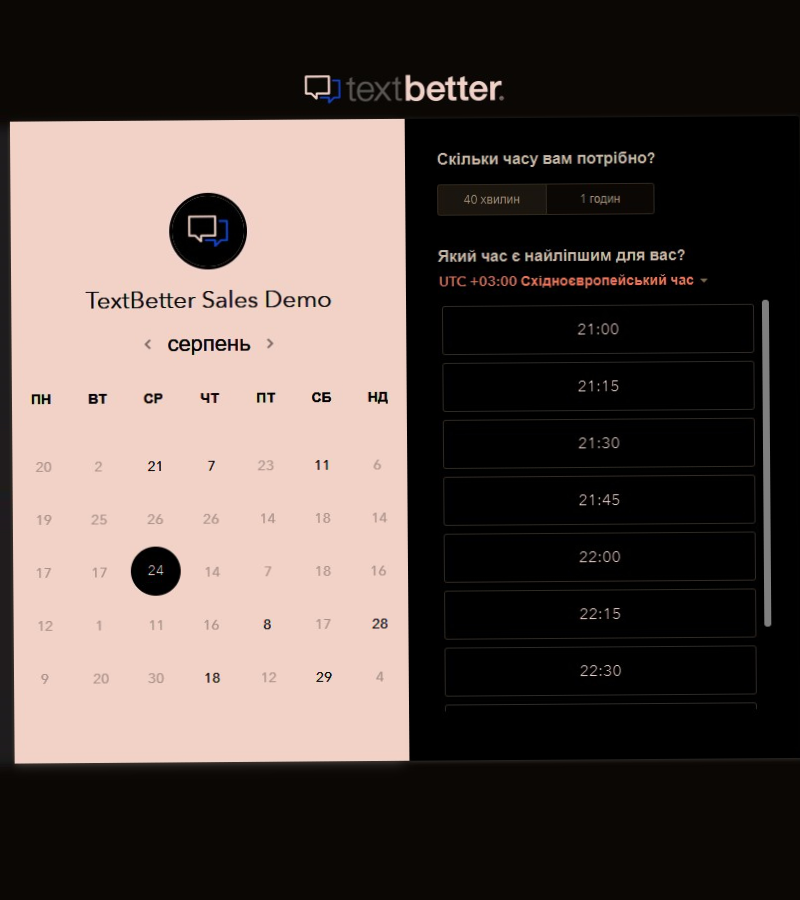 textbetter.
TextBetter Sales Demo
серпень
ПН ВТ СР ЧТ ПТ СБ НД
20 2 21 7 23 11 6
19 25 26 26 14 18 14
17 17 24 14 7 18 16
12 1 11 16 8 17 28
9 20 30 18 12 29 4
Скільки часу вам потрібно?
40 хвилин 1 годин
Який час є найліпшим для вас?
UTC +03:00 Східноєвропейський час
21:00
21:15
21:30
21:45
22:00
22:15
22:30